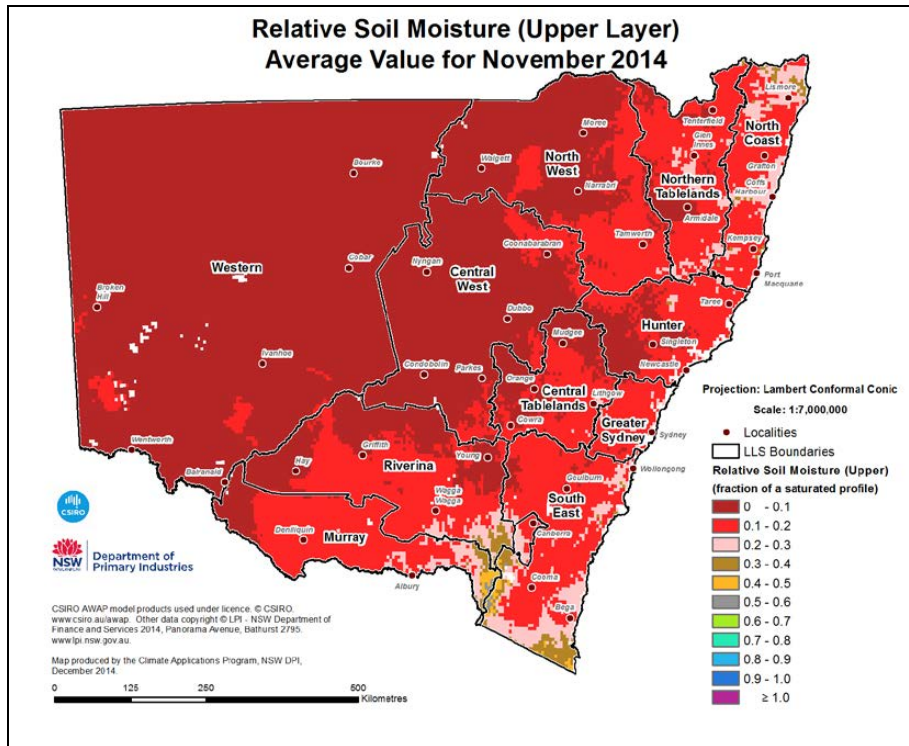 Relative Soil Moisture (Upper Layer)
Average Value for November 2014
Lismore
Tenterfield
Moree
Glen
Innes
North
Coast
Bourke
Walgett
North
West
Grafton
Northern
Tablelands
Coffs
Harbour
Narrabri
Armidale
Coonabarabran
Tamworth
Kempsey
Western
Cobar
Nyngan
Central
West
Port
Macquarie
Broken
Hill
Taree
Dubbo
Hunter
Mudgee
Singleton
Ivanhoe
Newcastle
Condobolin
Parkes
Orange
Central
Tablelands
Lithgow
Projection: Lambert Conformal Conic
Scale: 1:7,000,000
Cowra
Greater
Sydney
Sydney
Localities
LLS Boundaries
Wentworth
Griffith
Young
Riverina
Hay
Balranald
Wollongong
Relative Soil Moisture (Upper)
(fraction of a saturated profile)
Goulburn
South
East
Wagga
Wagga
CSIRO
Deniliquin
Murray
Canberra
NSW
GOVERNMENT
Department of
Primary Industries
Albury
Cooma
Bega
0 - 0.1
0.1 - 0.2
0.2 - 0.3
0.3 - 0.4
0.4 - 0.5
0.5 - 0.6
0.6 - 0.7
0.7 - 0.8
0.8 - 0.9
0.9 - 1.0
≥ 1.0
CSIRO AWAP model products used under licence. © CSIRO.
www.csiro.au/awap. Other data copyright © LPI - NSW Department of
Finance and Services 2014, Panorama Avenue, Bathurst 2795.
www.lpi.nsw.gov.au.
Map produced by the Climate Applications Program, NSW DPI,
December 2014.
0 125 250 500
Kilometres